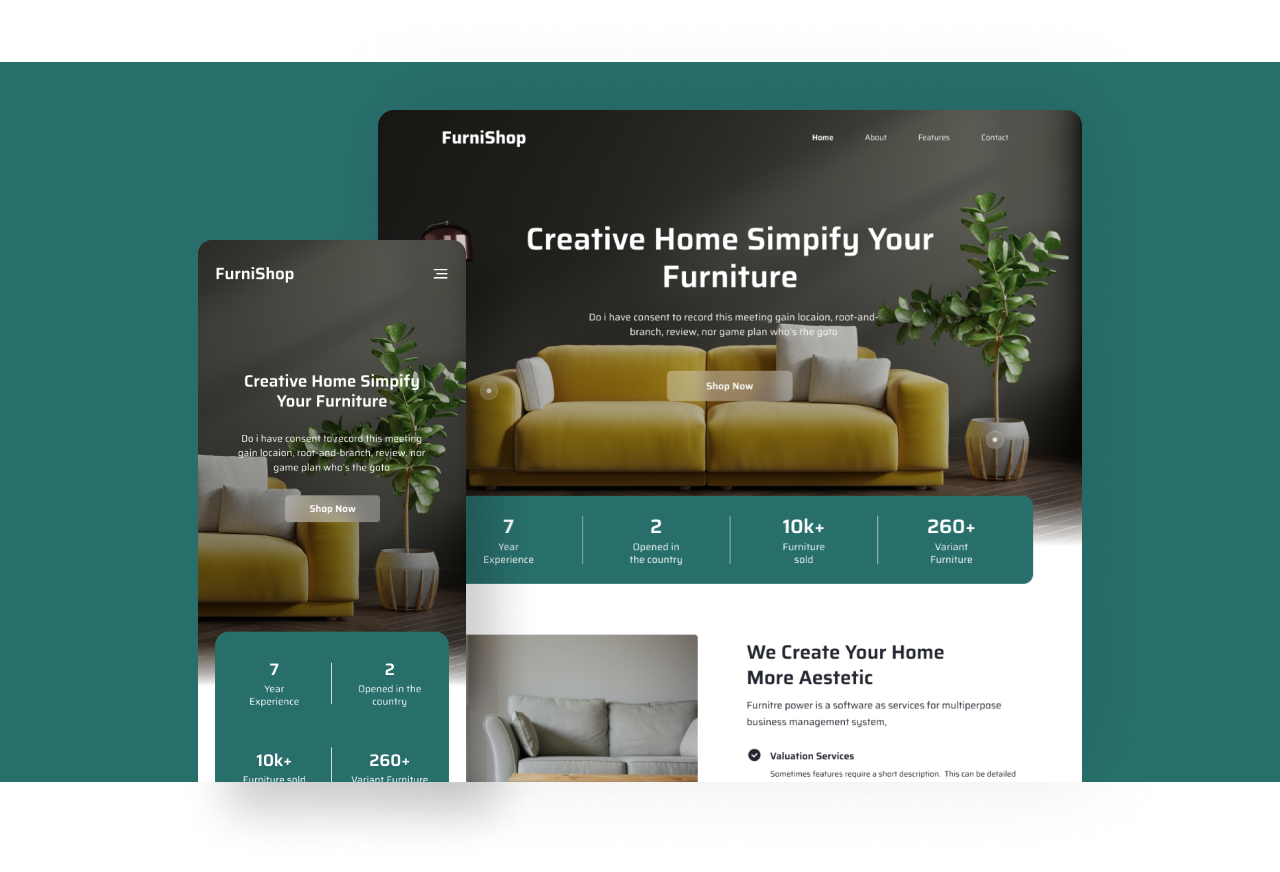 FurniShop
Home
About
Features
Contact
Creative Home Simpify Your
Furniture
Do i have consent to record this meeting gain locaion, root-and-
branch, review, nor game plan who's the goto
Shop Now
7
Year
Experience
2
Opened in
the country
10k+
Furniture
sold
260+
Variant
Furniture
We Create Your Home
More Aestetic
Furnitre power is a software as services for multiperpose
business management system,
Valuation Services
Sometimes features require a short description. This can be detailed
FurniShop
Creative Home Simpify
Your Furniture
Do i have consent to record this meeting
gain locaion, root-and-branch, review, nor
game plan who's the goto
Shop Now
7
Year
Experience
2
Opened in the
country
10k+
Furniture sold
260+
Variant Furniture